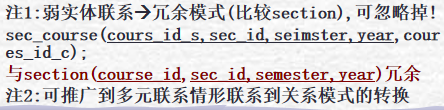 注1:弱实体联系→冗余模式(比较section),可忽略掉!
sec_course(cours_id_s,sec_id,seimster,year,cour
es_id_c);
与section(course_id,sec_id,semester,year)冗余
注2:可推广到多元联系情形联系到关系模式的转换